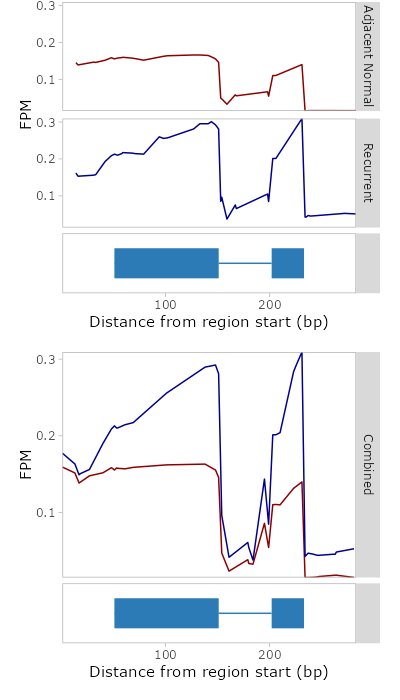 0.3
0.2
0.1
Adjacent Normal
FPM
0.3
0.2
0.1
Recurrent
100
200
Distance from region start (bp)
0.3
0.2
0.1
FPM
Combined
100
200
Distance from region start (bp)